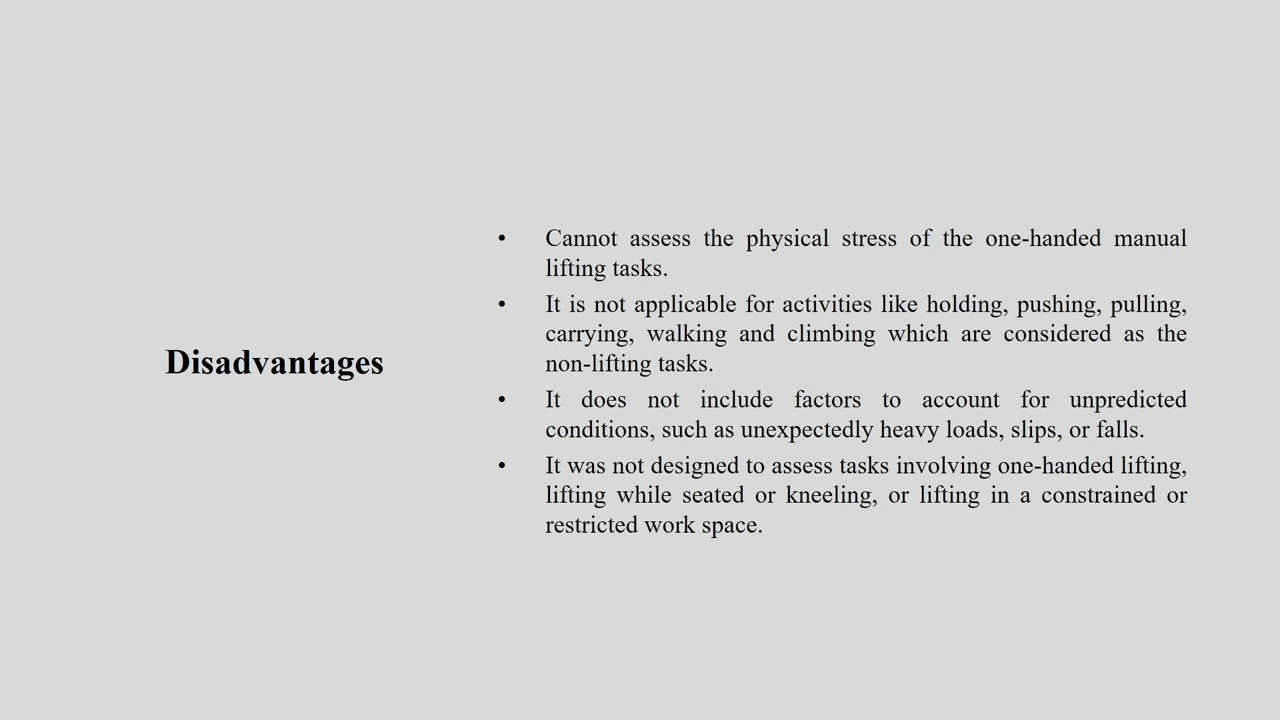 Disadvantages
• Cannot assess the physical stress of the one-handed manual
lifting tasks.
• It is not applicable for activities like holding, pushing, pulling,
carrying, walking and climbing which are considered as the
non-lifting tasks.
• It does not include factors to account for unpredicted
conditions, such as unexpectedly heavy loads, slips, or falls.
• It was not designed to assess tasks involving one-handed lifting,
lifting while seated or kneeling, or lifting in a constrained or
restricted work space.